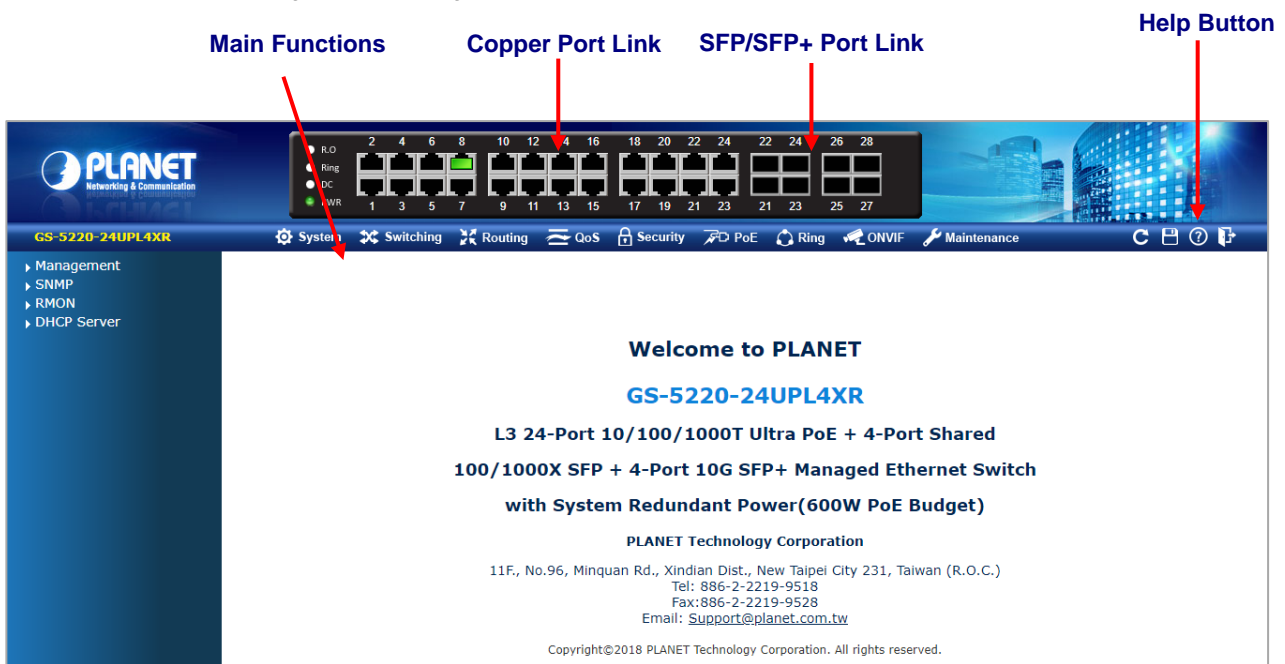 Help Button
Main Functions Copper Port Link SFP/SFP+ Port Link
PLANET
Networking & Communication
R.O
Ring
DC
PWR
2 4 6 8 10 12 14 16 18 20 22 24 22 24 26 28
1 3 5 7 9 11 13 15 17 19 21 23 21 23 25 27
GS-5220-24UPL4XR System Switching Routing QoS Security PoE Ring ONVIF Maintenance
Management
SNMP
RMON
DHCP Server
Welcome to PLANET
GS-5220-24UPL4XR
L3 24-Port 10/100/1000T Ultra PoE + 4-Port Shared
100/1000X SFP + 4-Port 10G SFP+ Managed Ethernet Switch
with System Redundant Power(600W PoE Budget)
PLANET Technology Corporation
11F., No.96, Minquan Rd., Xindian Dist., New Taipei City 231, Taiwan (R.O.C.)
Tel: 886-2-2219-9518
Fax:886-2-2219-9528
Email: Support@planet.com.tw
Copyright©2018 PLANET Technology Corporation. All rights reserved.